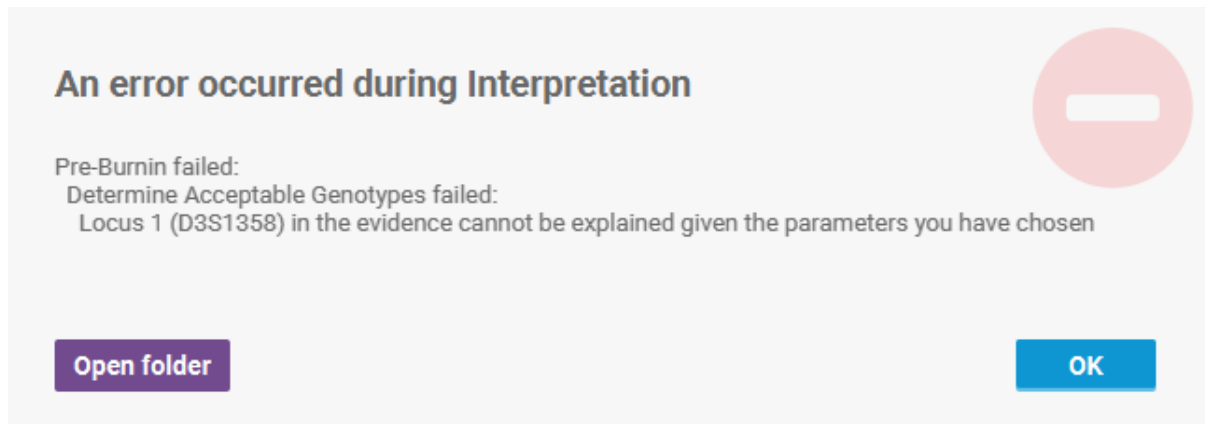 An error occurred during Interpretation
Pre-Burnin failed:
Determine Acceptable Genotypes failed:
Locus 1 (D3S1358) in the evidence cannot be explained given the parameters you have chosen
Open folder
OK